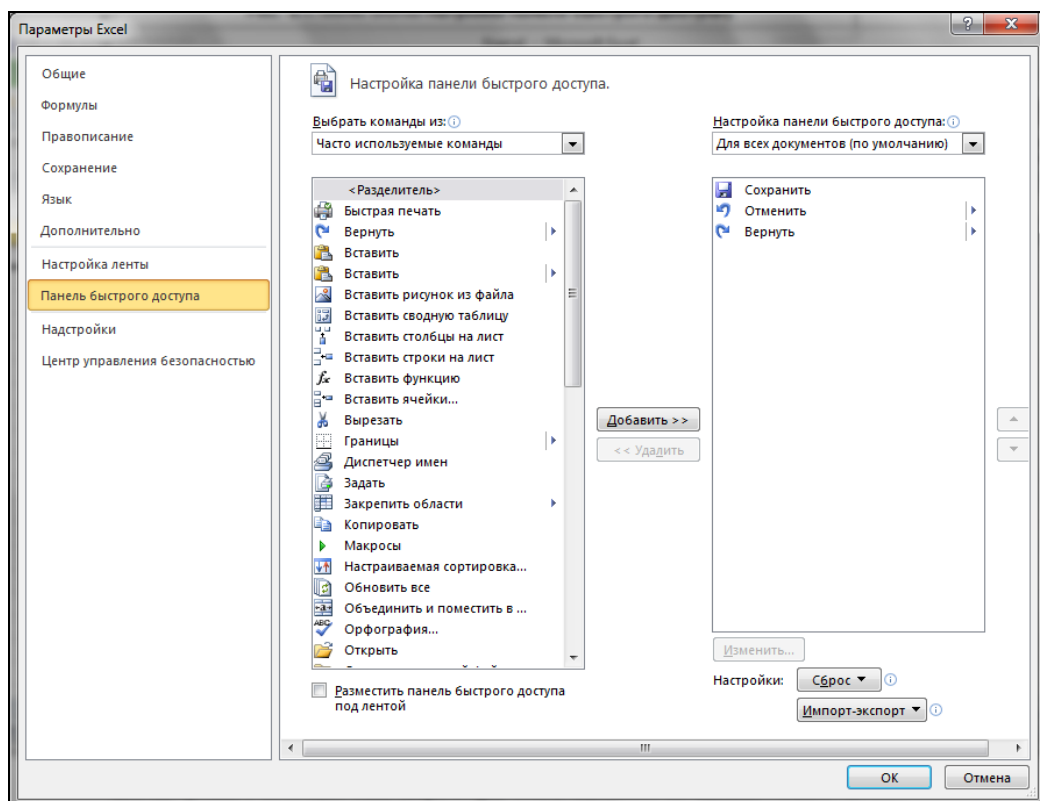 Параметры Excel
Общие
Формулы
Правописание
Сохранение
Язык
Дополнительно
Настройка ленты
Панель быстрого доступа
Надстройки
Центр управления безопасностью
Настройка панели быстрого доступа.
Выбрать команды из:
Часто используемые команды
<Разделитель>
Быстрая печать
Вернуть
Вставить
Вставить
Вставить рисунок из файла
Вставить сводную таблицу
Вставить столбцы на лист
Вставить строки на лист
Вставить функцию
Вставить ячейки...
Вырезать
Границы
Диспетчер имен
Задать
Закрепить области
Копировать
Макросы
Настраиваемая сортировка...
Обновить все
Объединить и поместить в ...
Орфография...
Открыть
Разместить панель быстрого доступа
под лентой
Добавить >>
<< Удалить
Настройка панели быстрого доступа:
Для всех документов (по умолчанию)
Сохранить
Отменить
Вернуть
Изменить...
Настройки:
Сброс
Импорт-экспорт
ОК
Отмена